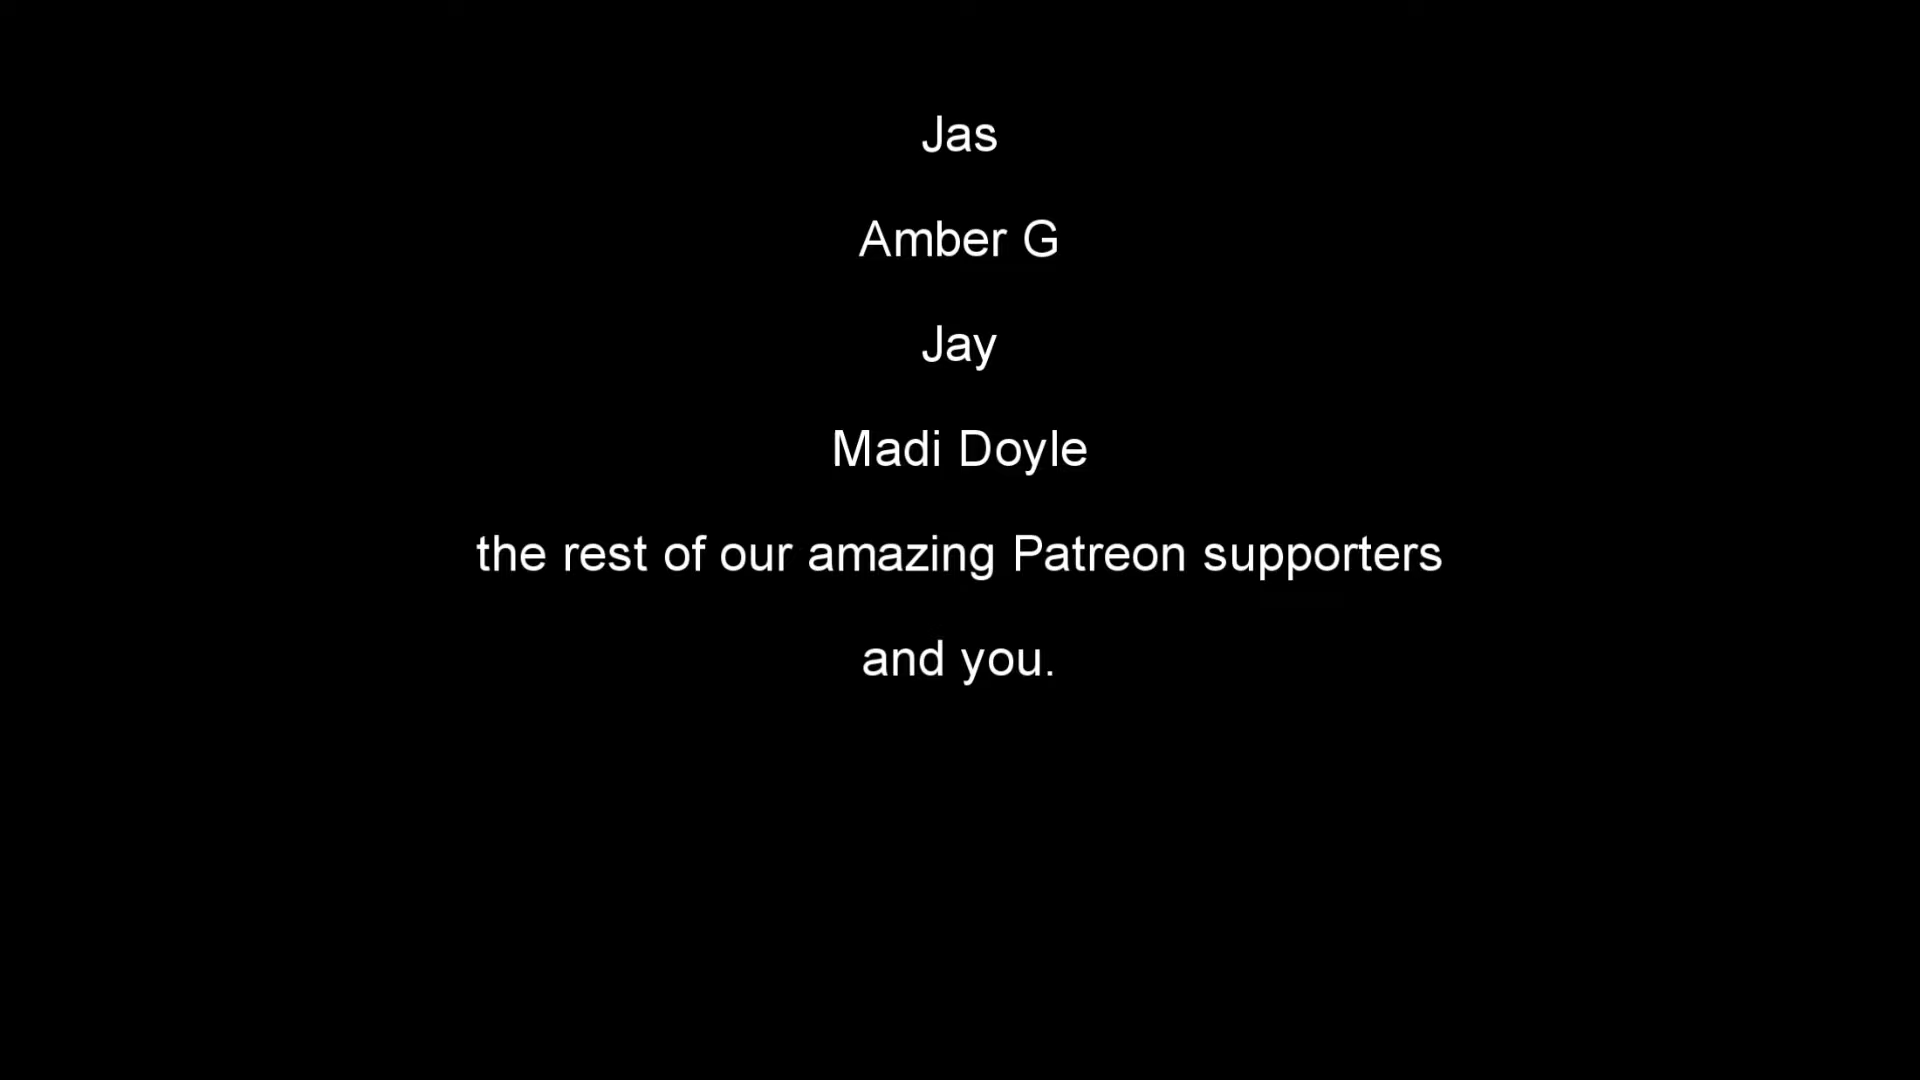 Jas
Amber G
Jay
Madi Doyle
the rest of our amazing Patreon supporters
and you.